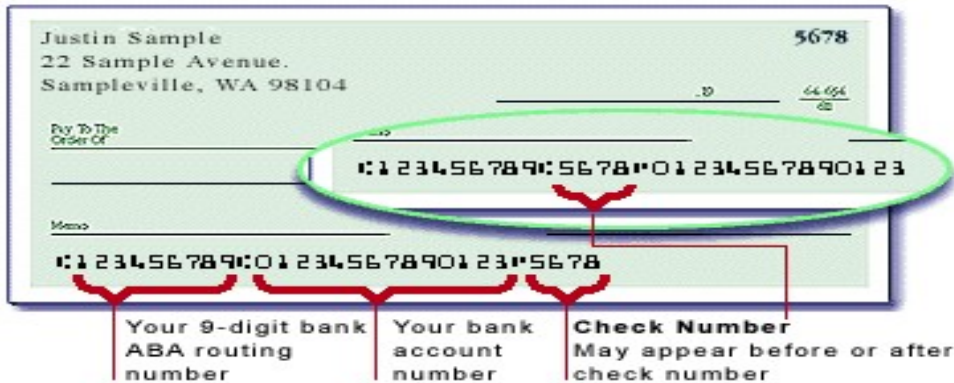 Justin Sample 5678
22 Sample Avenue.
Sampleville, WA 98104
Pay To The
Order Of
⑆123456789⑆5678⑈01234567890123
Memo
⑆123456789⑆01234567890123⑈5678
Your 9-digit bank
ABA routing
number
Your bank
account
number
Check Number
May appear before or after
check number